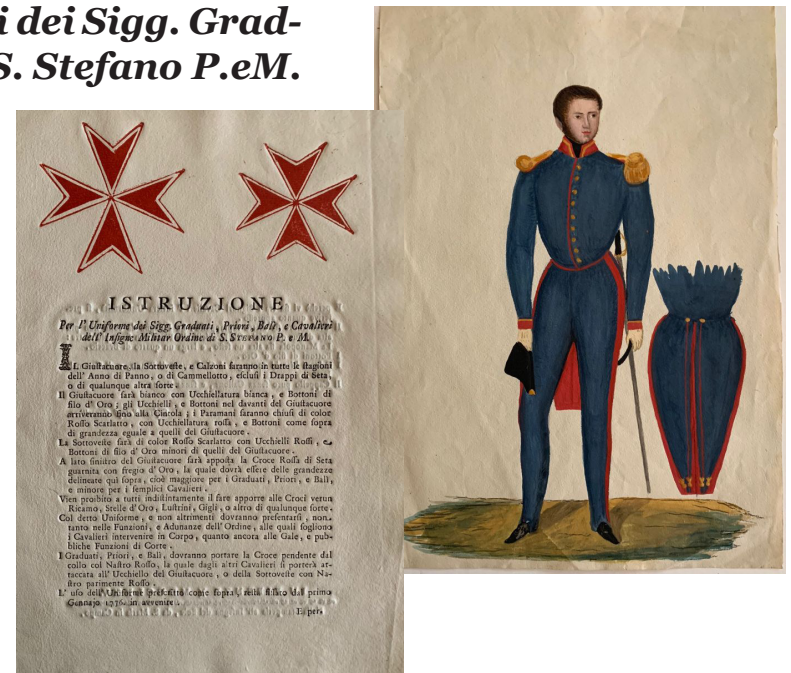 i dei Sigg. Grad-
S. Stefano P.eM.
ISTRUZIONE
Per l' Uniforme dei Sigg. Graduati, Priori, Balì, e Cavalieri
dell' Inſigne Militar Ordine di S. STEFANO P. e M.
IL Giuſtacuore, la Sottoveſte, e Calzoni ſaranno in tutte le ſtagioni
dell' Anno di Panno, o di Cammellotto, eſcluſi i Drappi di Seta,
o di qualunque altra ſorte.
Il Giuſtacuore ſarà bianco con Ucchiellatura bianca, e Bottoni di
filo d' Oro; gli Ucchielli, e Bottoni nel davanti del Giuſtacuore
arriveranno fino alla Cintola; i Paramani ſaranno chiuſi di color
Roſſo Scarlatto, con Ucchiellatura roſſa, e Bottoni come ſopra
di grandezza eguale a quelli del Giuſtacuore.
La Sottoveſte ſarà di color Roſſo Scarlatto con Ucchielli Roſſi, e
Bottoni di filo d' Oro minori di quelli del Giuſtacuore.
A lato ſiniſtro del Giuſtacuore ſarà appoſta la Croce Roſſa di Seta
guarnita con fregio d' Oro, la quale dovrà eſſere delle grandezze
delineate quì ſopra, cioè maggiore per i Graduati, Priori, e Balì,
e minore per i ſemplici Cavalieri.
Vien proibito a tutti indiſtintamente il fare apporre alle Croci verun
Ricamo, Stelle d' Oro, Luſtrini, Gigli, o altro di qualunque ſorte.
Col detto Uniforme, e non altrimenti dovranno preſentarſi, non
tanto nelle Funzioni, e Adunanze dell' Ordine, alle quali ſogliono
i Cavalieri intervenire in Corpo, quanto ancora alle Gale, e pub-
bliche Funzioni di Corte.
I Graduati, Priori, e Balì, dovranno portare la Croce pendente dal
collo col Naſtro Roſſo, la quale dagli altri Cavalieri ſi porterà at-
taccata all' Ucchiello del Giuſtacuore, o della Sottoveſte con Na-
ſtro parimente Roſſo.
L' uſo dell' Uniforme preſcritto come ſopra, reſta fiſſato dal primo
Gennajo 1776. in avvenire.
E per-